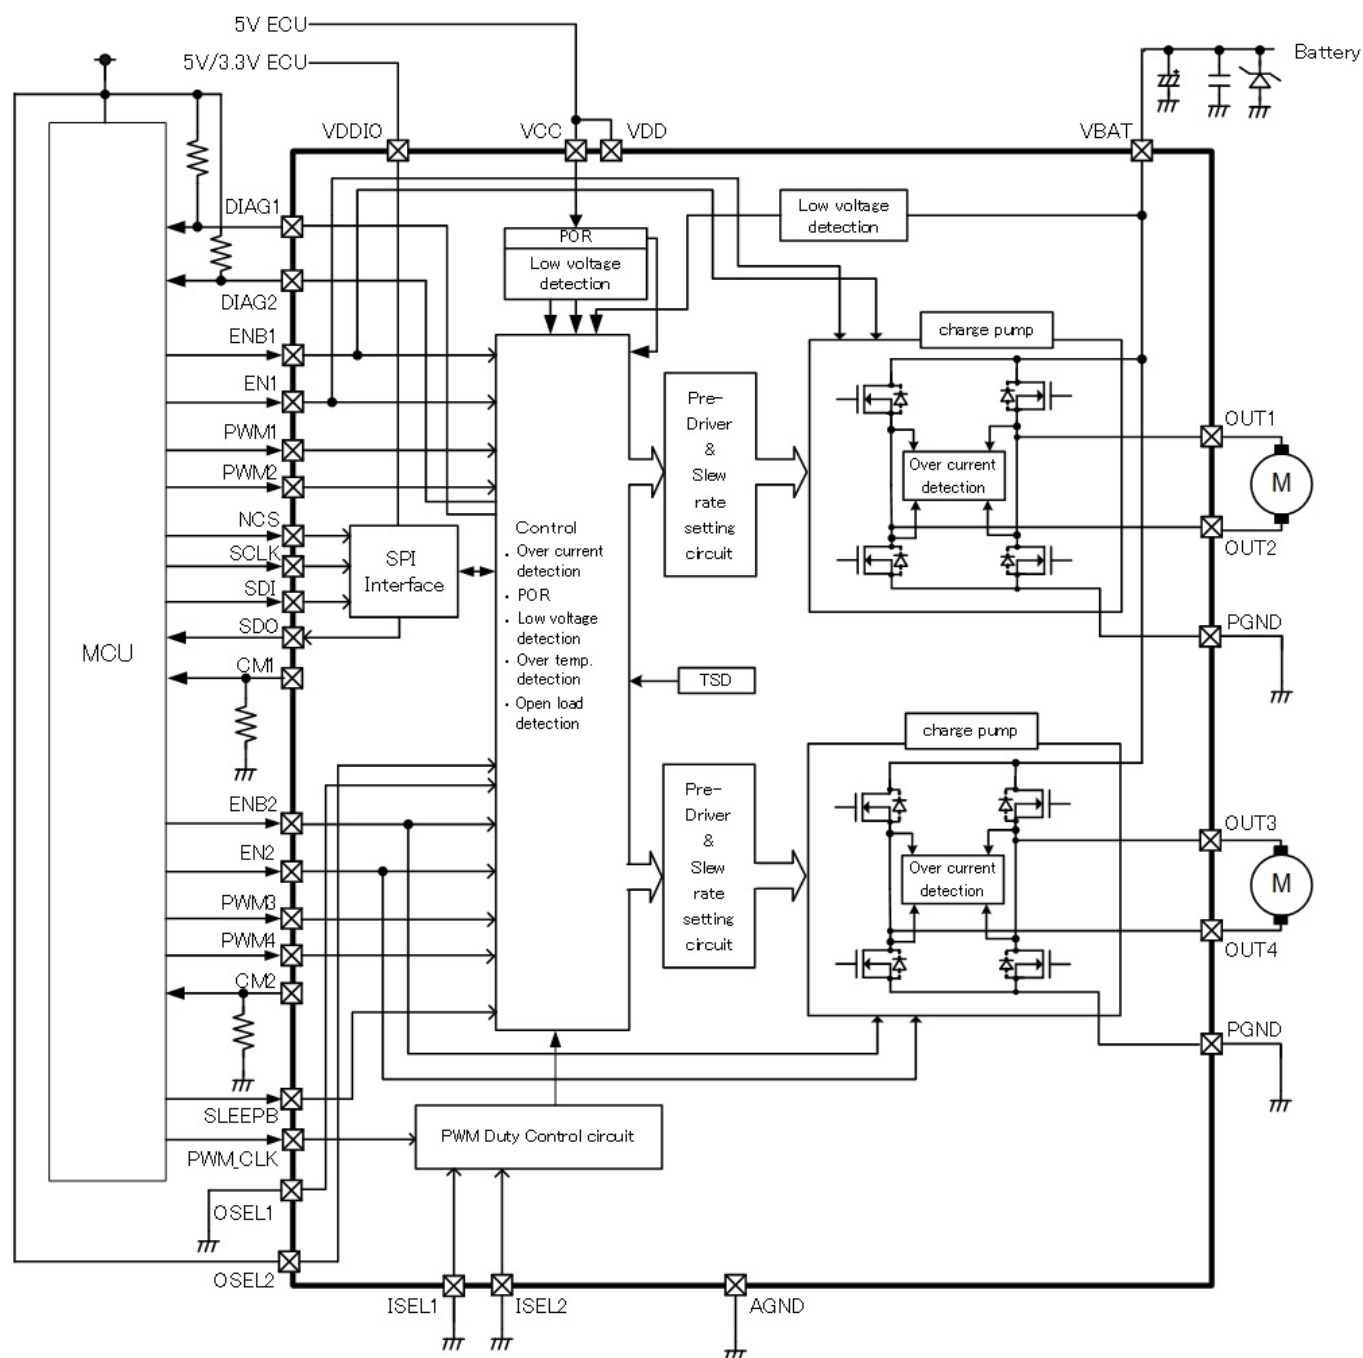 5V ECU
5V/3.3V ECU
Battery
VDDIO
VCC
VDD
VBAT
DIAG1
DIAG2
ENB1
EN1
PWM1
PWM2
NCS
SCLK
SDI
SDO
CM1
MCU
ENB2
EN2
PWM3
PWM4
CM2
SLEEPB
PWM_CLK
OSEL1
OSEL2
POR
Low voltage
detection
Low voltage
detection
SPI
Interface
Control
· Over current
detection
· POR
· Low voltage
detection
· Over temp.
detection
· Open load
detection
Pre-
Driver
&
Slew
rate
setting
circuit
charge pump
Over current
detection
OUT1
M
OUT2
PGND
TSD
Pre-
Driver
&
Slew
rate
setting
circuit
charge pump
Over current
detection
OUT3
M
OUT4
PGND
PWM Duty Control circuit
ISEL1
ISEL2
AGND